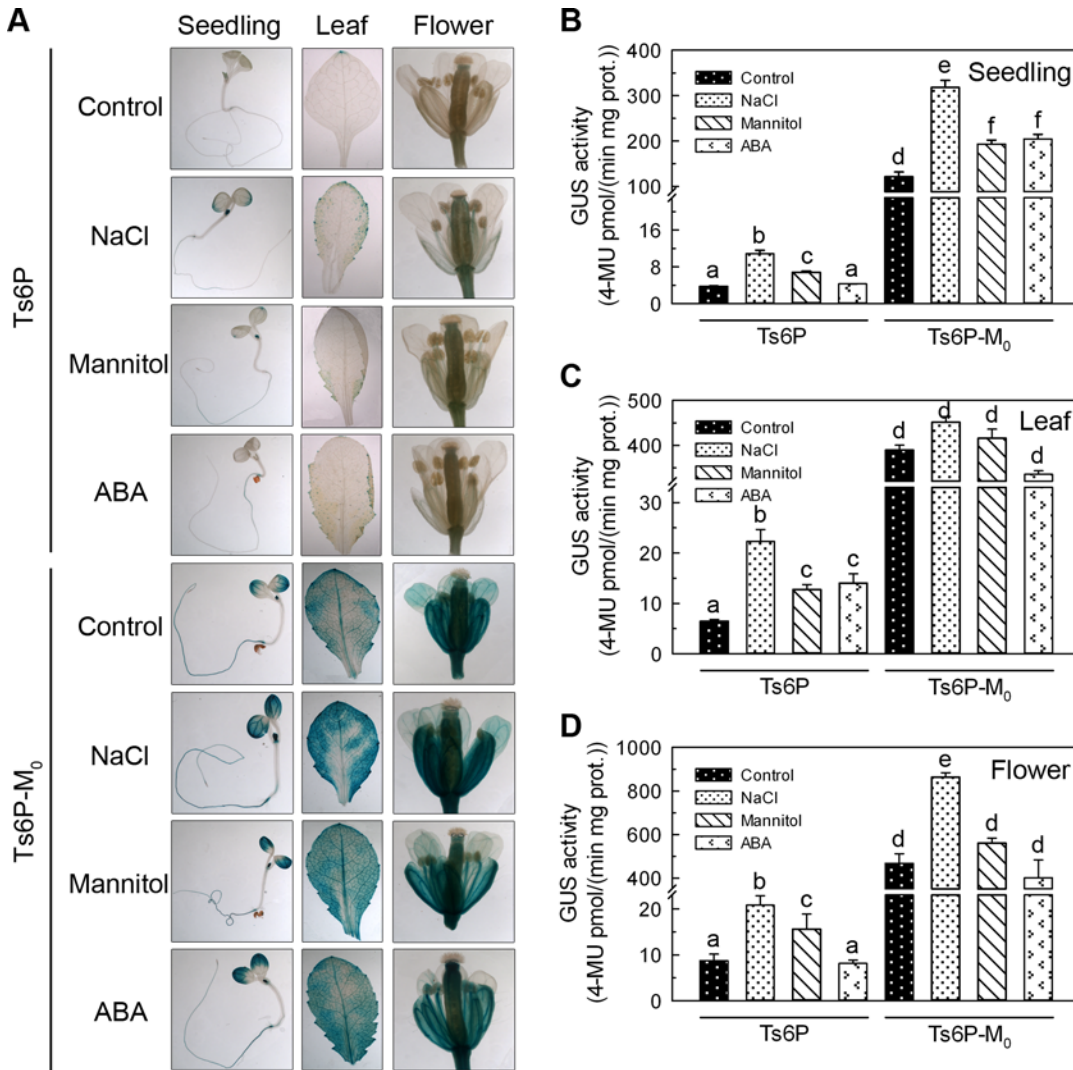 A
Seedling Leaf Flower
Ts6P
Control
NaCl
Mannitol
ABA
Ts6P-M0
Control
NaCl
Mannitol
ABA
B
Seedling
GUS activity
(4-MU pmol/(min mg prot.))
400
300
200
100
16
8
0
Control
NaCl
Mannitol
ABA
a b c a d e f f
Ts6P Ts6P-M0
C
Leaf
GUS activity
(4-MU pmol/(min mg prot.))
500
400
30
20
10
0
Control
NaCl
Mannitol
ABA
a b c c d d d d
Ts6P Ts6P-M0
D
Flower
GUS activity
(4-MU pmol/(min mg prot.))
1000
800
600
400
20
10
0
Control
NaCl
Mannitol
ABA
a b c a d e d d
Ts6P Ts6P-M0